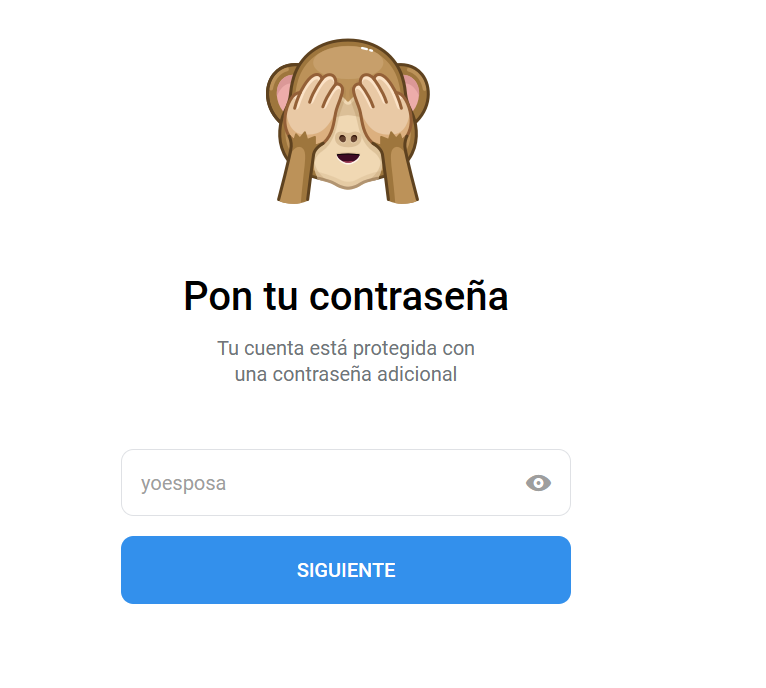 Pon tu contraseña
Tu cuenta está protegida con
una contraseña adicional
yoesposa
SIGUIENTE